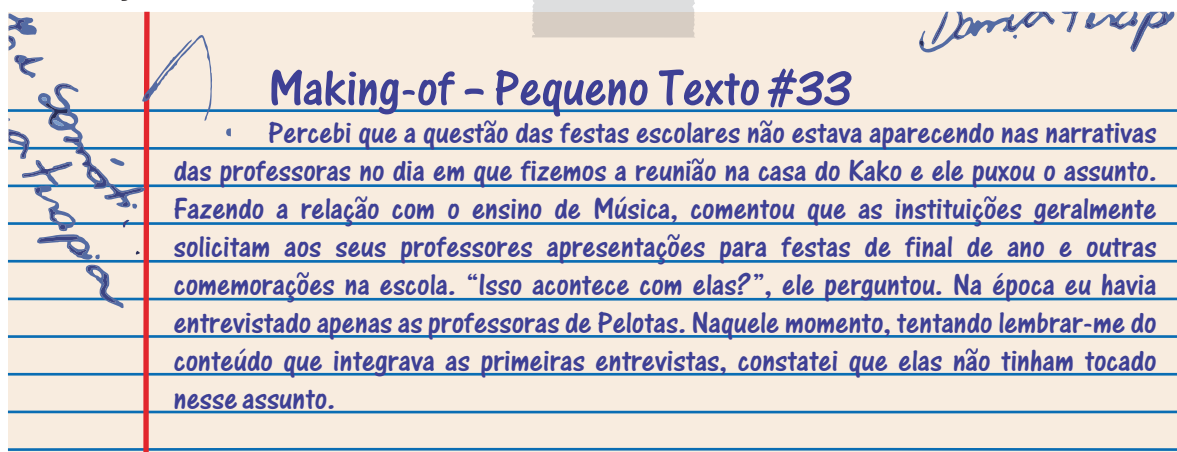 Making-of – Pequeno Texto #33
Percebi que a questão das festas escolares não estava aparecendo nas narrativas
das professoras no dia em que fizemos a reunião na casa do Kako e ele puxou o assunto.
Fazendo a relação com o ensino de Música, comentou que as instituições geralmente
solicitam aos seus professores apresentações para festas de final de ano e outras
comemorações na escola. “Isso acontece com elas?”, ele perguntou. Na época eu havia
entrevistado apenas as professoras de Pelotas. Naquele momento, tentando lembrar-me do
conteúdo que integrava as primeiras entrevistas, constatei que elas não tinham tocado
nesse assunto.